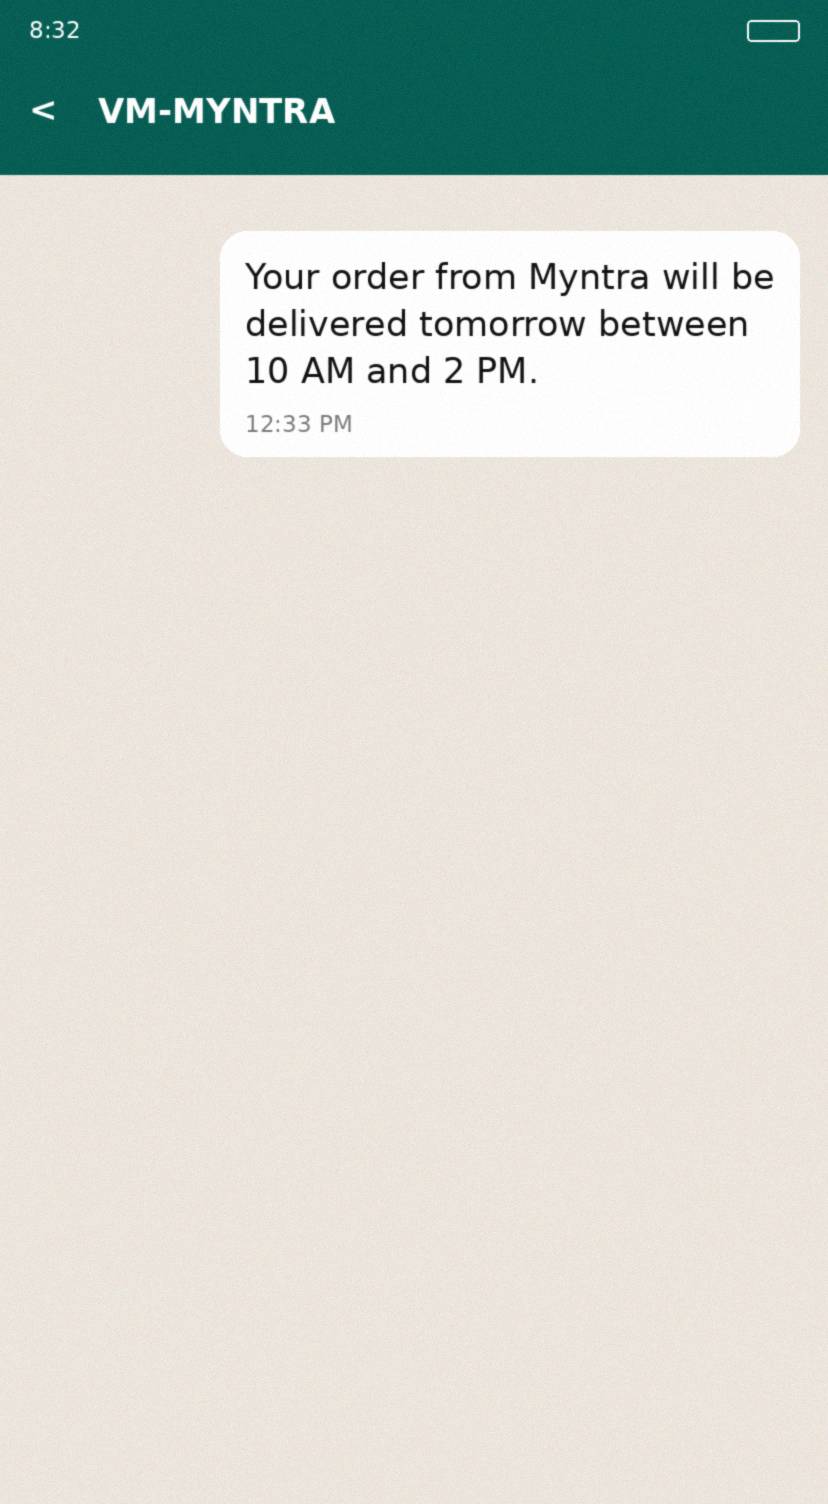 8:32
< VM-MYNTRA
Your order from Myntra will be
delivered tomorrow between
10 AM and 2 PM.
12:33 PM